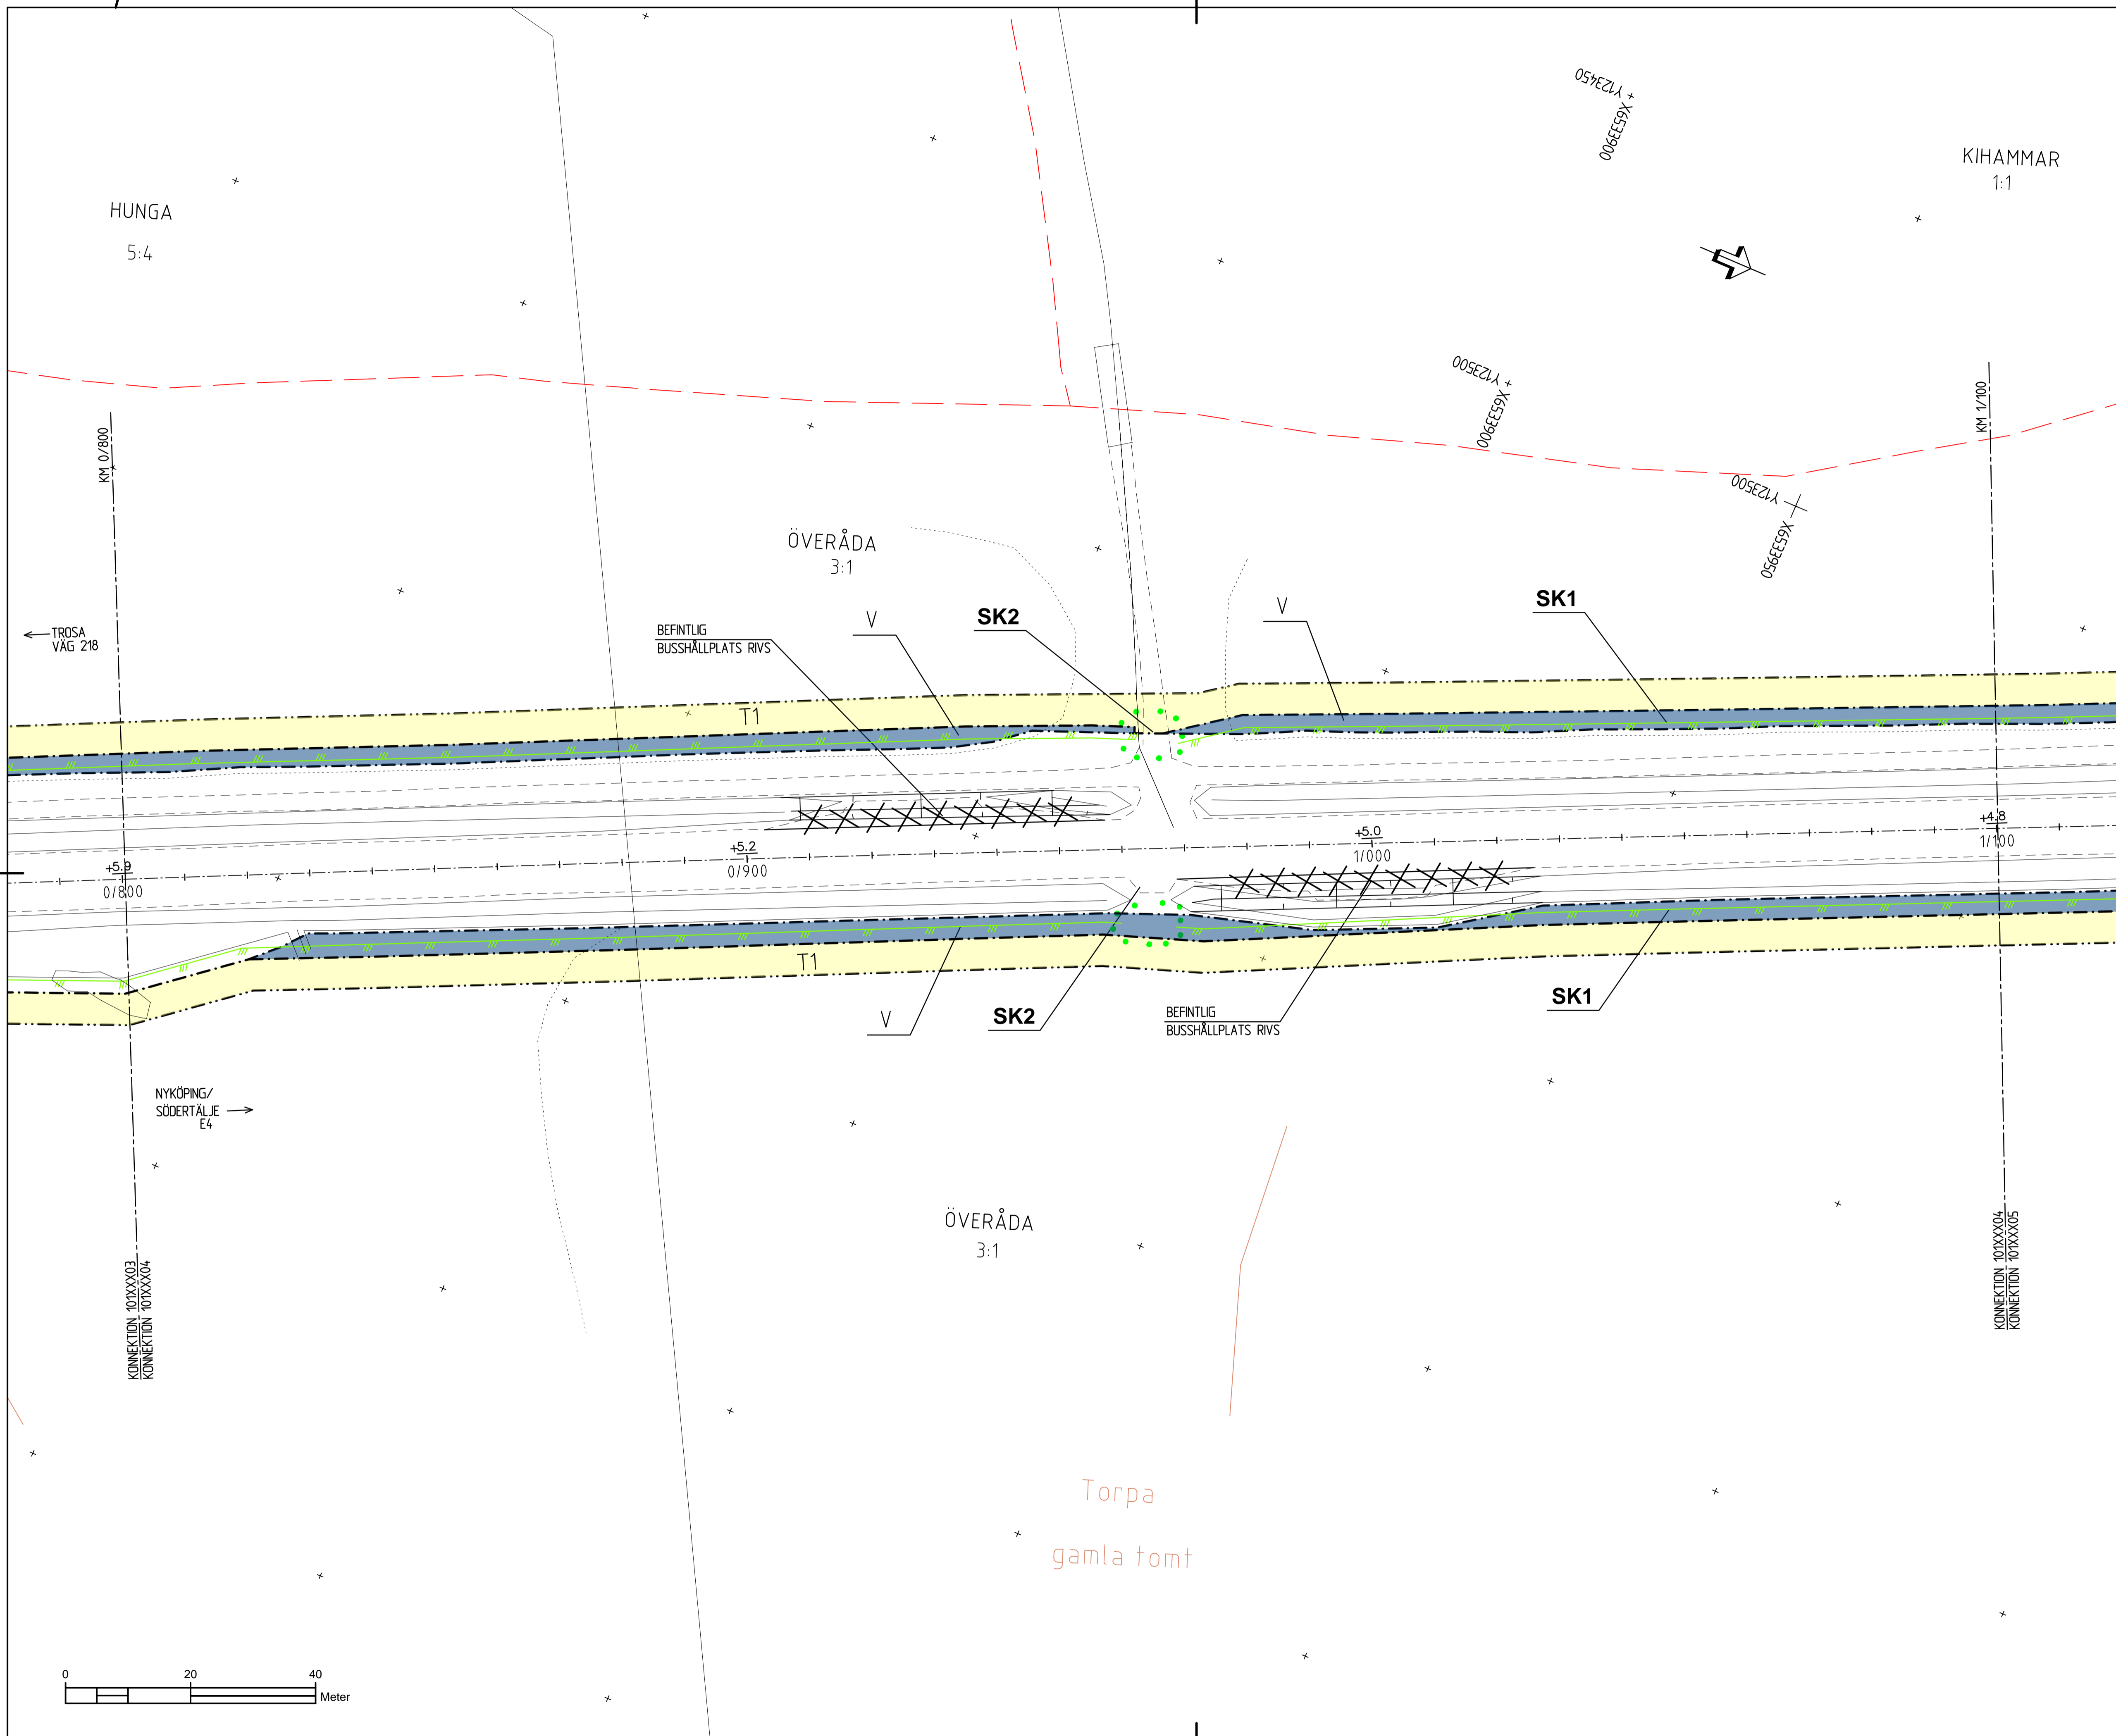 + Y123450
X6533900
KIHAMMAR
1:1
HUNGA
5:4
+ Y123500
X6533900
KM 1/100
KM 0/800
Y123500
X6533950
ÖVERÅDA
3:1
SK1
V
SK2
V
BEFINTLIG
BUSSHÅLLPLATS RIVS
TROSA
VÄG 218
T1
+4.8
1/100
+5.0
1/000
+5.2
0/900
+5.9
0/800
T1
SK1
BEFINTLIG
BUSSHÅLLPLATS RIVS
SK2
V
NYKÖPING/
SÖDERTÄLJE
E4
ÖVERÅDA
3:1
KONNEKTION 101XXX03
KONNEKTION 101XXX04
KONNEKTION 101XXX04
KONNEKTION 101XXX05
Torpa
gamla tomt
0 20 40
Meter